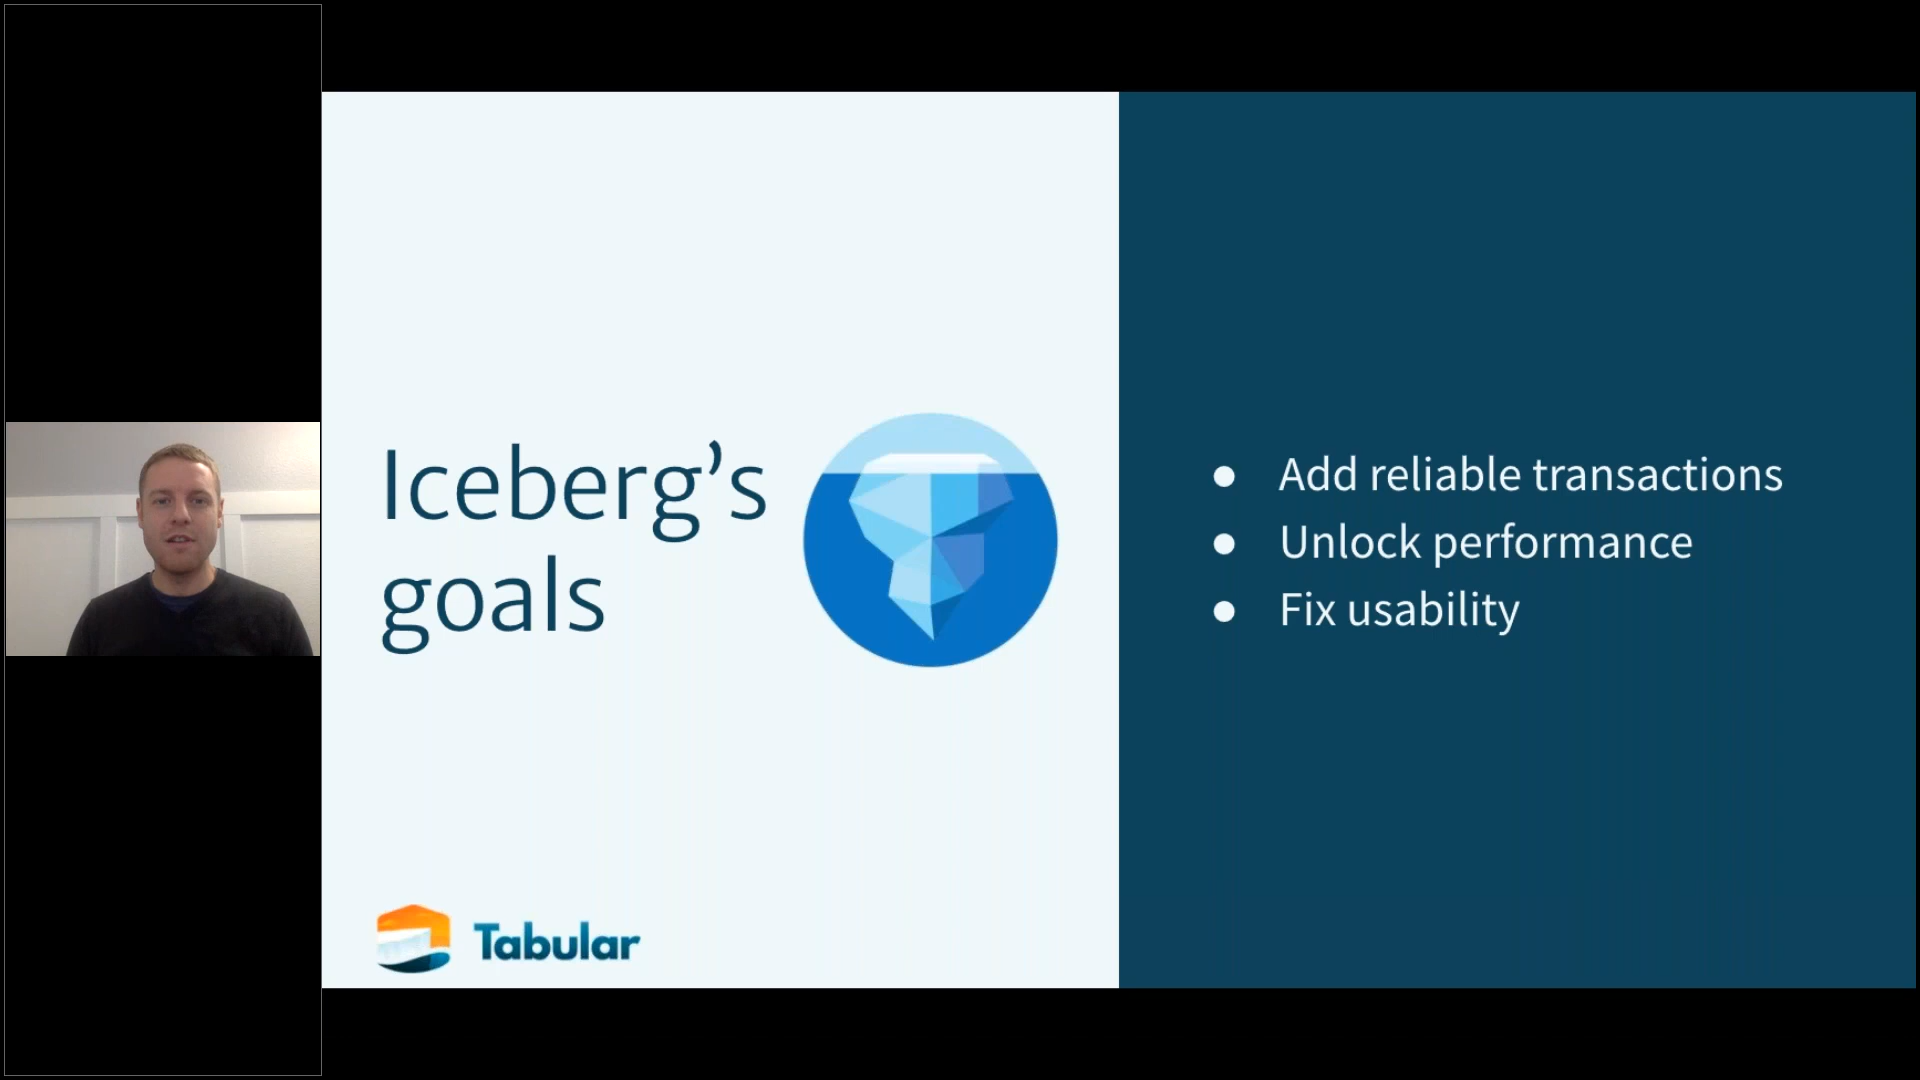 Iceberg’s
goals
● Add reliable transactions
● Unlock performance
● Fix usability
Tabular